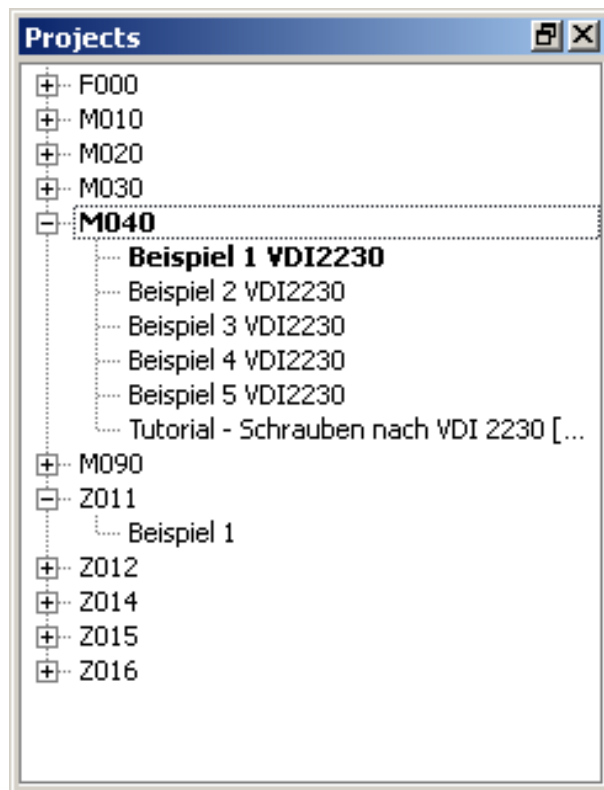 Projects
F000
M010
M020
M030
M040
Beispiel 1 VDI2230
Beispiel 2 VDI2230
Beispiel 3 VDI2230
Beispiel 4 VDI2230
Beispiel 5 VDI2230
Tutorial - Schrauben nach VDI 2230 [...
M090
Z011
Beispiel 1
Z012
Z014
Z015
Z016